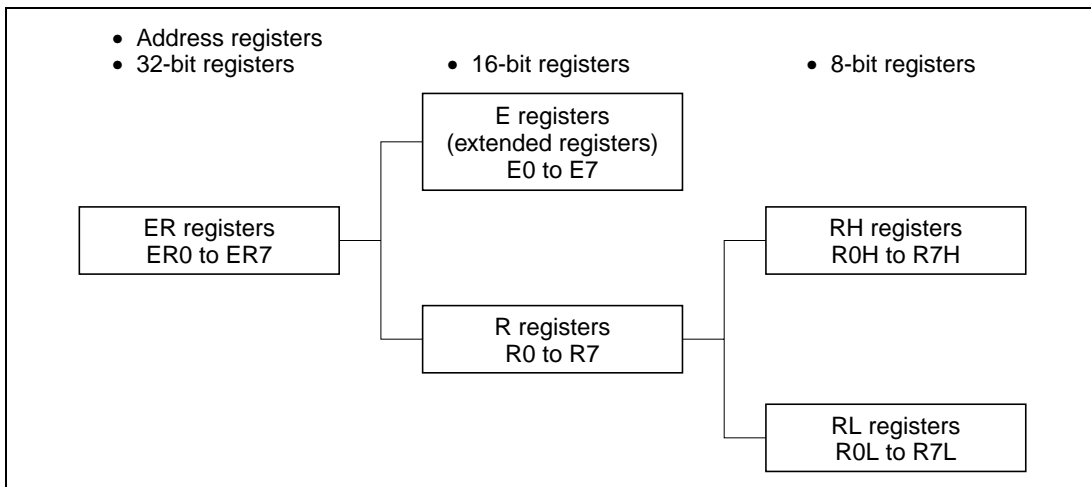 • Address registers
• 32-bit registers
• 16-bit registers
• 8-bit registers
E registers
(extended registers)
E0 to E7
ER registers
ER0 to ER7
RH registers
R0H to R7H
R registers
R0 to R7
RL registers
R0L to R7L